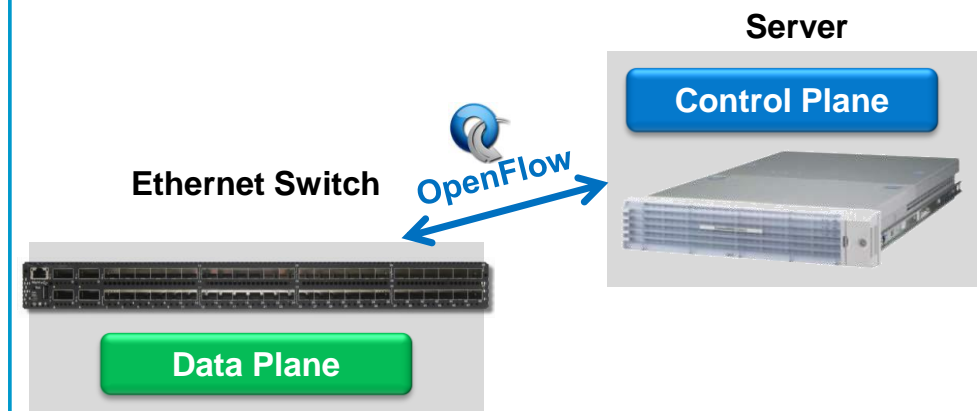 Server
Control Plane
OpenFlow
Ethernet Switch
Data Plane